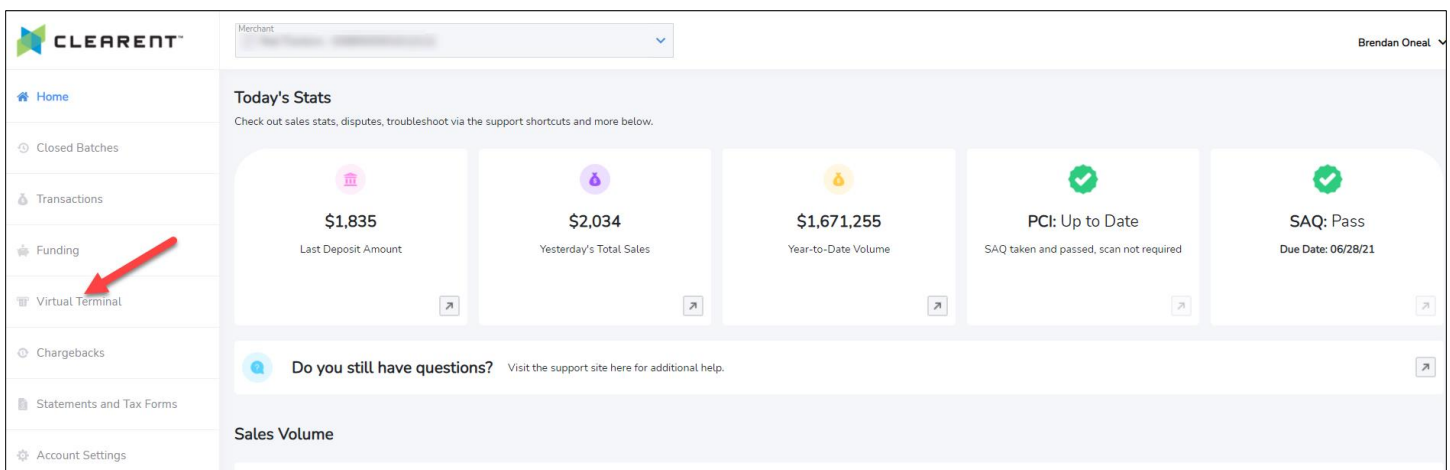 CLEARENT
Merchant
Brendan Oneal
Home
Closed Batches
Transactions
Funding
Virtual Terminal
Chargebacks
Statements and Tax Forms
Account Settings
Today's Stats
Check out sales stats, disputes, troubleshoot via the support shortcuts and more below.
$1,835
Last Deposit Amount
$2,034
Yesterday's Total Sales
$1,671,255
Year-to-Date Volume
PCI: Up to Date
SAQ taken and passed, scan not required
SAQ: Pass
Due Date: 06/28/21
Do you still have questions? Visit the support site here for additional help.
Sales Volume